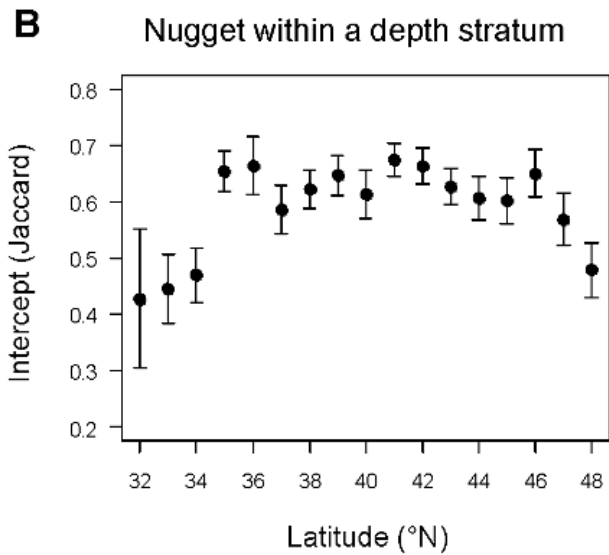 B
Nugget within a depth stratum
Intercept (Jaccard)
0.8
0.7
0.6
0.5
0.4
0.3
0.2
32 34 36 38 40 42 44 46 48
Latitude (°N)